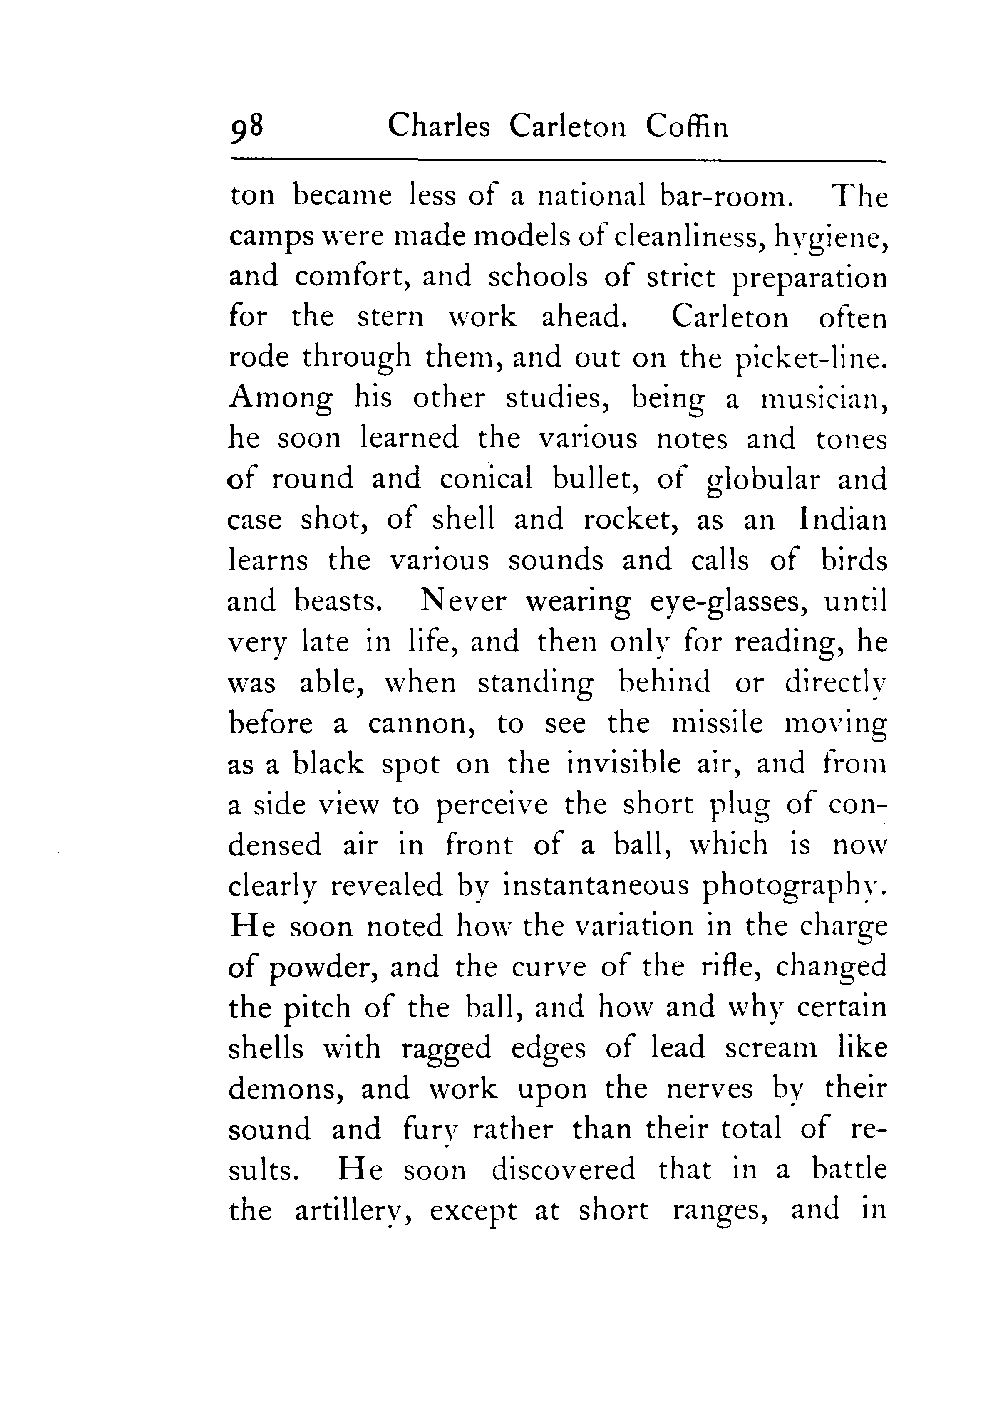 98 Charles Carleton Coffin
ton became less of a national bar-room. The
camps were made models of cleanliness, hygiene,
and comfort, and schools of strict preparation
for the stern work ahead. Carleton often
rode through them, and out on the picket-line.
Among his other studies, being a musician,
he soon learned the various notes and tones
of round and conical bullet, of globular and
case shot, of shell and rocket, as an Indian
learns the various sounds and calls of birds
and beasts. Never wearing eye-glasses, until
very late in life, and then only for reading, he
was able, when standing behind or directly
before a cannon, to see the missile moving
as a black spot on the invisible air, and from
a side view to perceive the short plug of con-
densed air in front of a ball, which is now
clearly revealed by instantaneous photography.
He soon noted how the variation in the charge
of powder, and the curve of the rifle, changed
the pitch of the ball, and how and why certain
shells with ragged edges of lead scream like
demons, and work upon the nerves by their
sound and fury rather than their total of re-
sults. He soon discovered that in a battle
the artillery, except at short ranges, and in